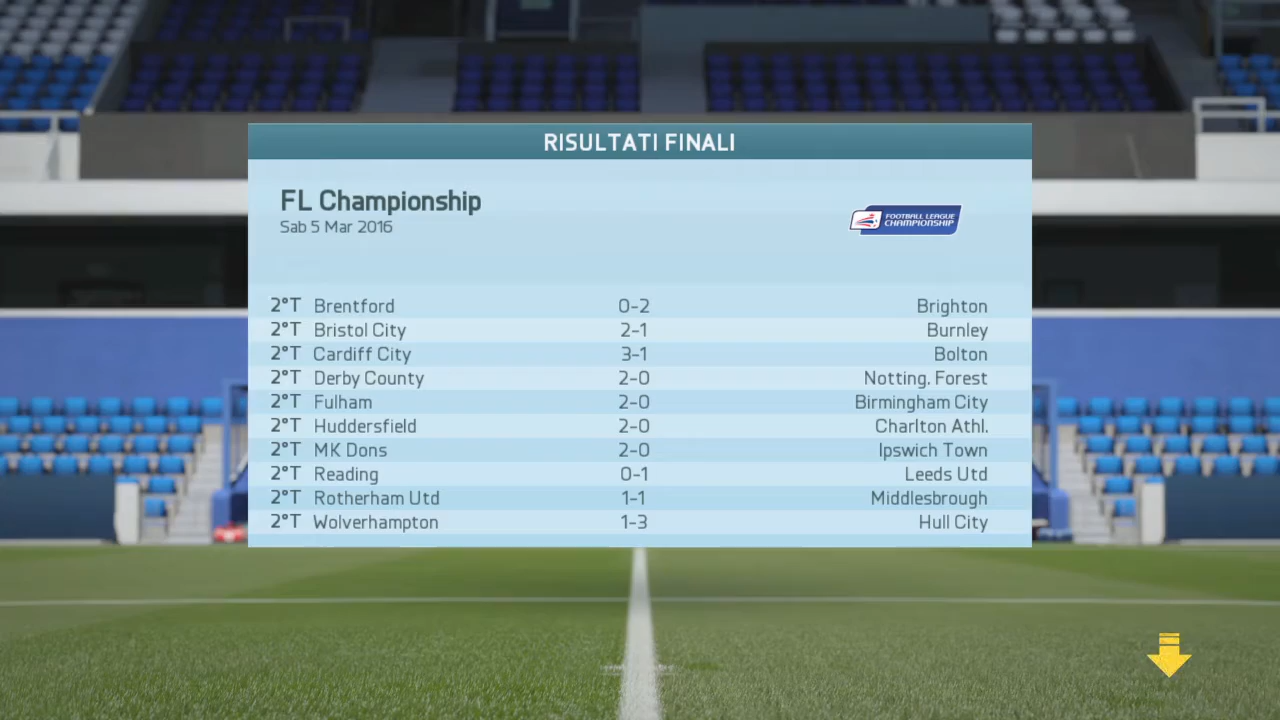 RISULTATI FINALI
FL Championship
Sab 5 Mar 2016
FOOTBALL LEAGUE
CHAMPIONSHIP
2°T Brentford 0-2 Brighton
2°T Bristol City 2-1 Burnley
2°T Cardiff City 3-1 Bolton
2°T Derby County 2-0 Notting. Forest
2°T Fulham 2-0 Birmingham City
2°T Huddersfield 2-0 Charlton Athl.
2°T MK Dons 2-0 Ipswich Town
2°T Reading 0-1 Leeds Utd
2°T Rotherham Utd 1-1 Middlesbrough
2°T Wolverhampton 1-3 Hull City